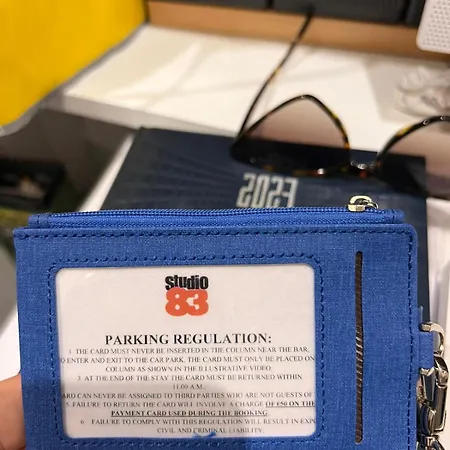 2025
studio
83
PARKING REGULATION:
1. THE CARD MUST NEVER BE INSERTED IN THE COLUMN NEAR THE BAR,
TO ENTER AND EXIT TO THE CAR PARK, THE CARD MUST ONLY BE PLACED ON
COLUMN AS SHOWN IN THE ILLUSTRATIVE VIDEO.
3. AT THE END OF THE STAY THE CARD MUST BE RETURNED WITHIN
11:00 A.M..
CARD CAN NEVER BE ASSIGNED TO THIRD PARTIES WHO ARE NOT GUESTS OF
5. FAILURE TO RETURN THE CARD WILL INVOLVE A CHARGE OF €50 ON THE
PAYMENT CARD USED DURING THE BOOKING.
6. FAILURE TO COMPLY WITH THIS REGULATION WILL RESULT IN
CIVIL AND CRIMINAL LIABILITY.